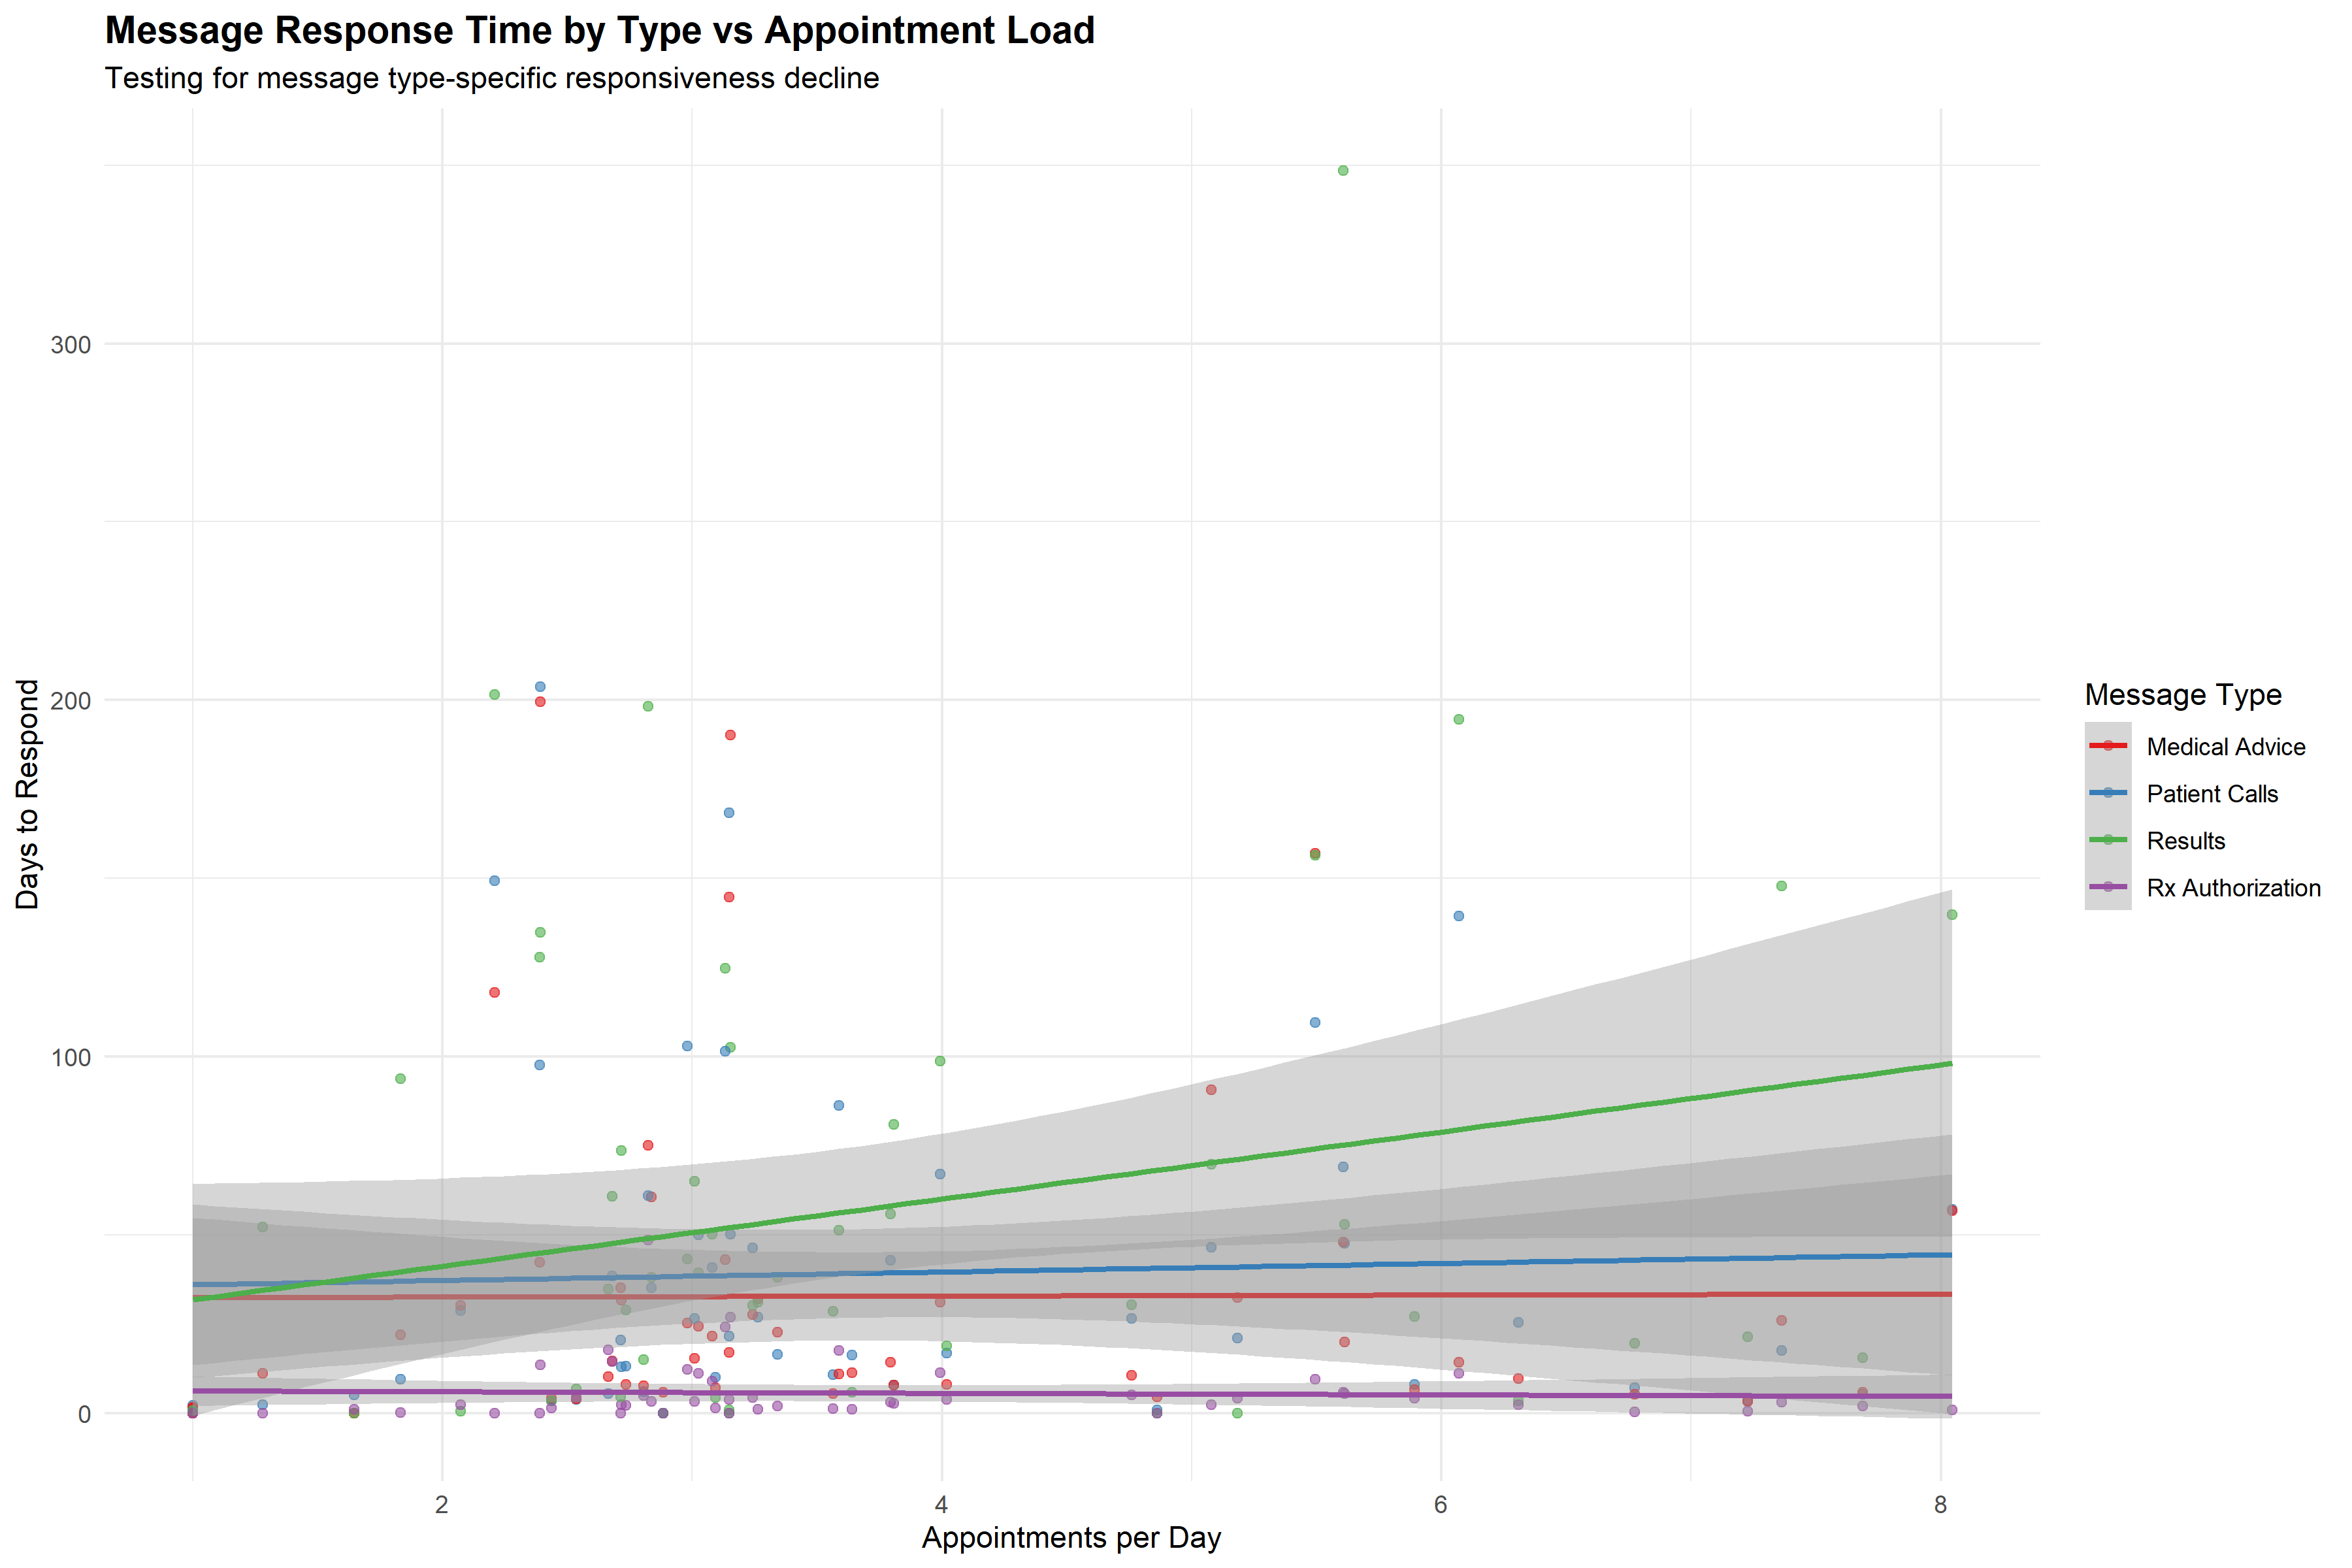 Message Response Time by Type vs Appointment Load
Testing for message type-specific responsiveness decline
Days to Respond
300
200
100
0
2
4
6
8
Appointments per Day
Message Type
Medical Advice
Patient Calls
Results
Rx Authorization